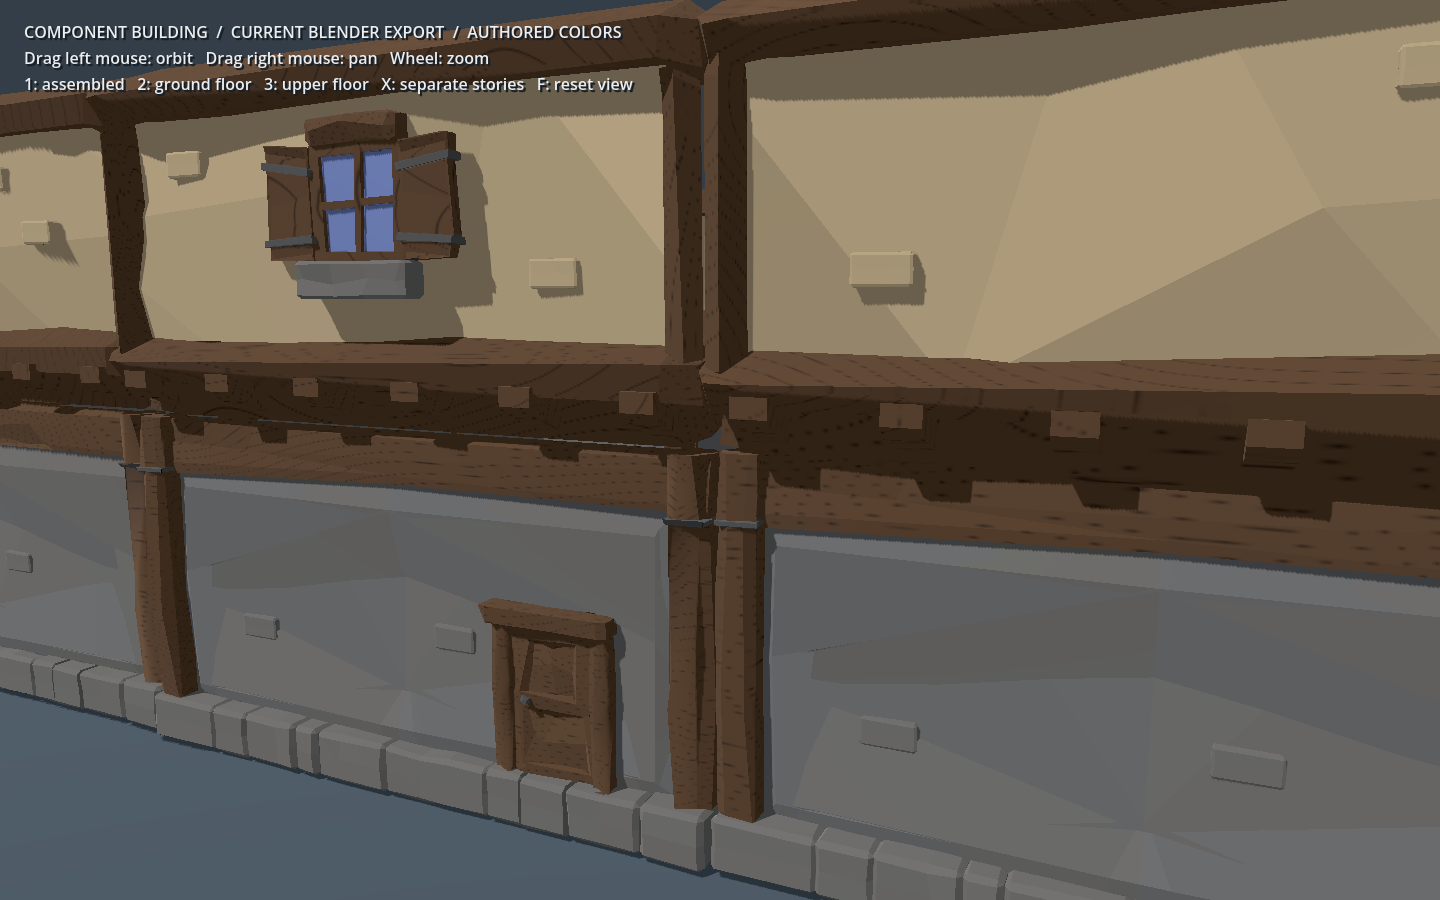 COMPONENT BUILDING / CURRENT BLENDER EXPORT / AUTHORED COLORS
Drag left mouse: orbit Drag right mouse: pan Wheel: zoom
1: assembled 2: ground floor 3: upper floor X: separate stories F: reset view